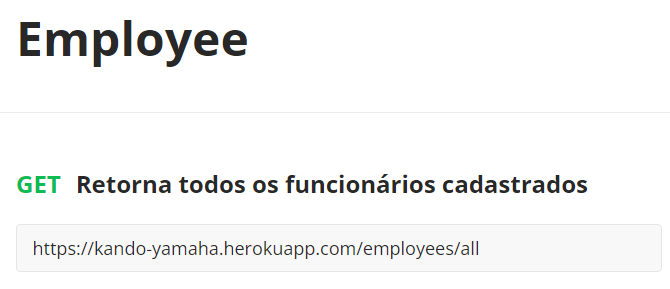 Employee
GET Retorna todos os funcionários cadastrados
https://kando-yamaha.herokuapp.com/employees/all